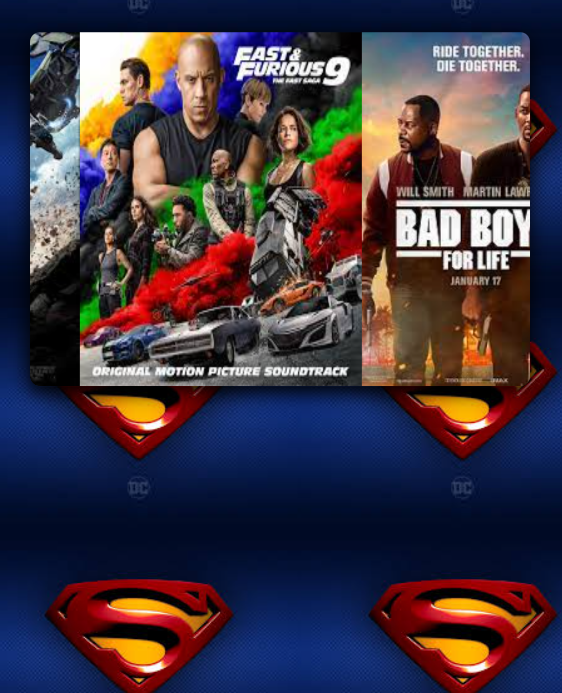 DC
DC
FAST &
FURIOUS 9
THE FAST SAGA
ORIGINAL MOTION PICTURE SOUNDTRACK
RIDE TOGETHER.
DIE TOGETHER.
WILL SMITH MARTIN LAWR
BAD BOY
FOR LIFE
JANUARY 17
DC
DC